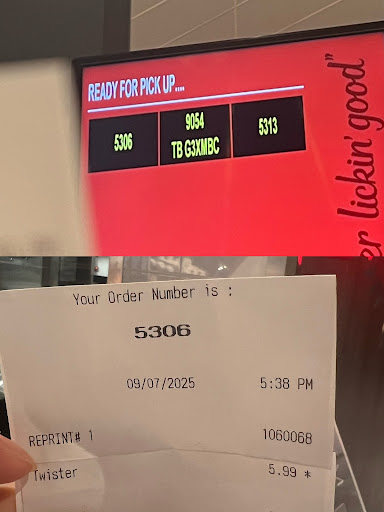 READY FOR PICK UP....
5306
9054
TB G3XMBC
5313
er lickin' good"
Your Order Number is :
5306
09/07/2025 5:38 PM
REPRINT# 1 1060068
Twister 5.99 *